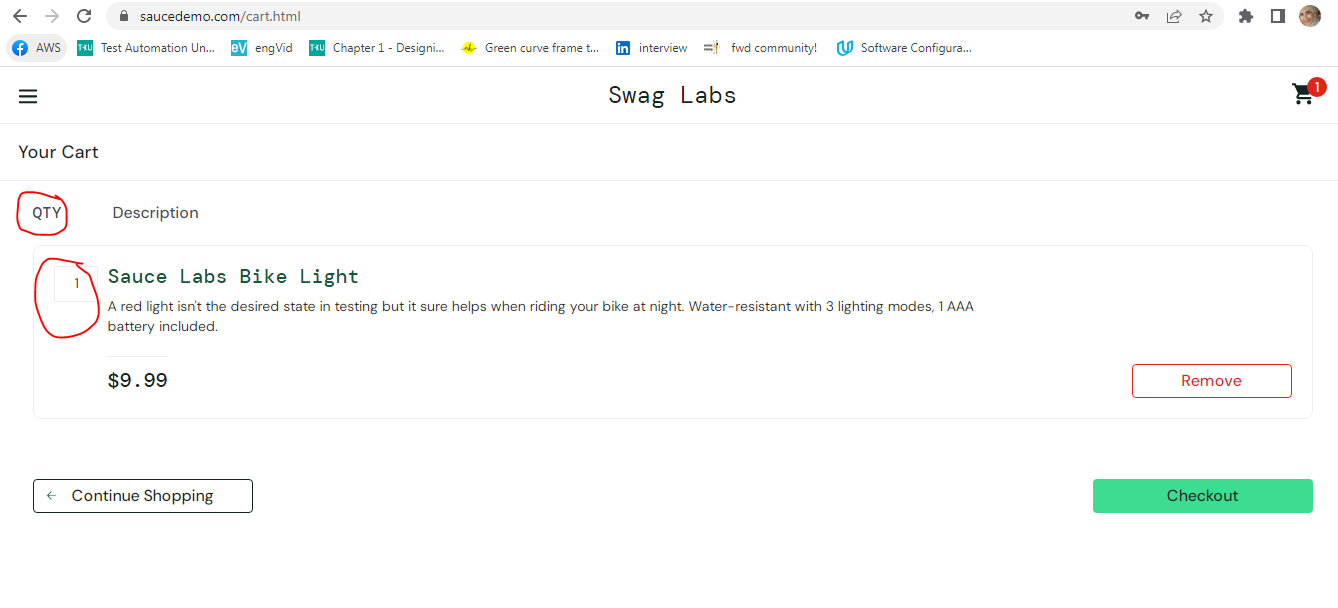 saucedemo.com/cart.html
AWS Test Automation Un... engVid Chapter 1 - Designi... Green curve frame t... interview fwd community! Software Configura...
Swag Labs 1
Your Cart
QTY Description
1 Sauce Labs Bike Light
A red light isn't the desired state in testing but it sure helps when riding your bike at night. Water-resistant with 3 lighting modes, 1 AAA
battery included.
$9.99 Remove
Continue Shopping Checkout